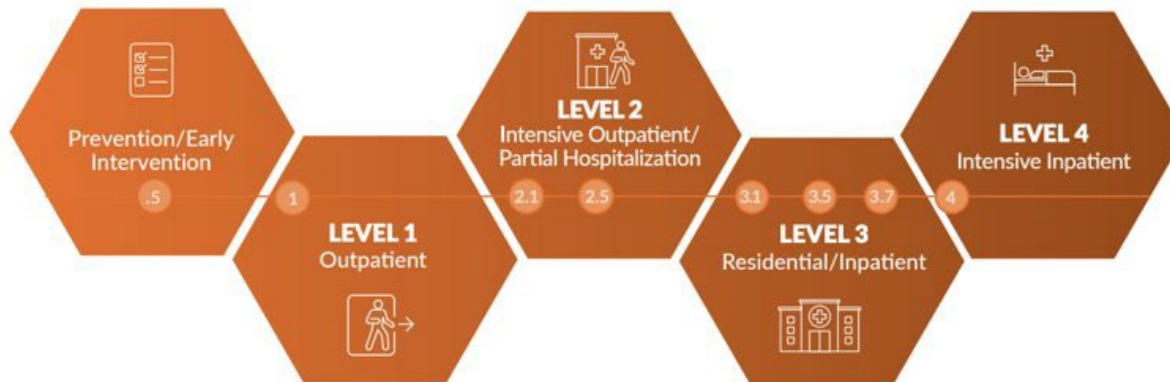 Prevention/Early
Intervention
.5
1
LEVEL 1
Outpatient
LEVEL 2
Intensive Outpatient/
Partial Hospitalization
2.1
2.5
3.1
3.5
3.7
LEVEL 3
Residential/Inpatient
LEVEL 4
Intensive Inpatient
4